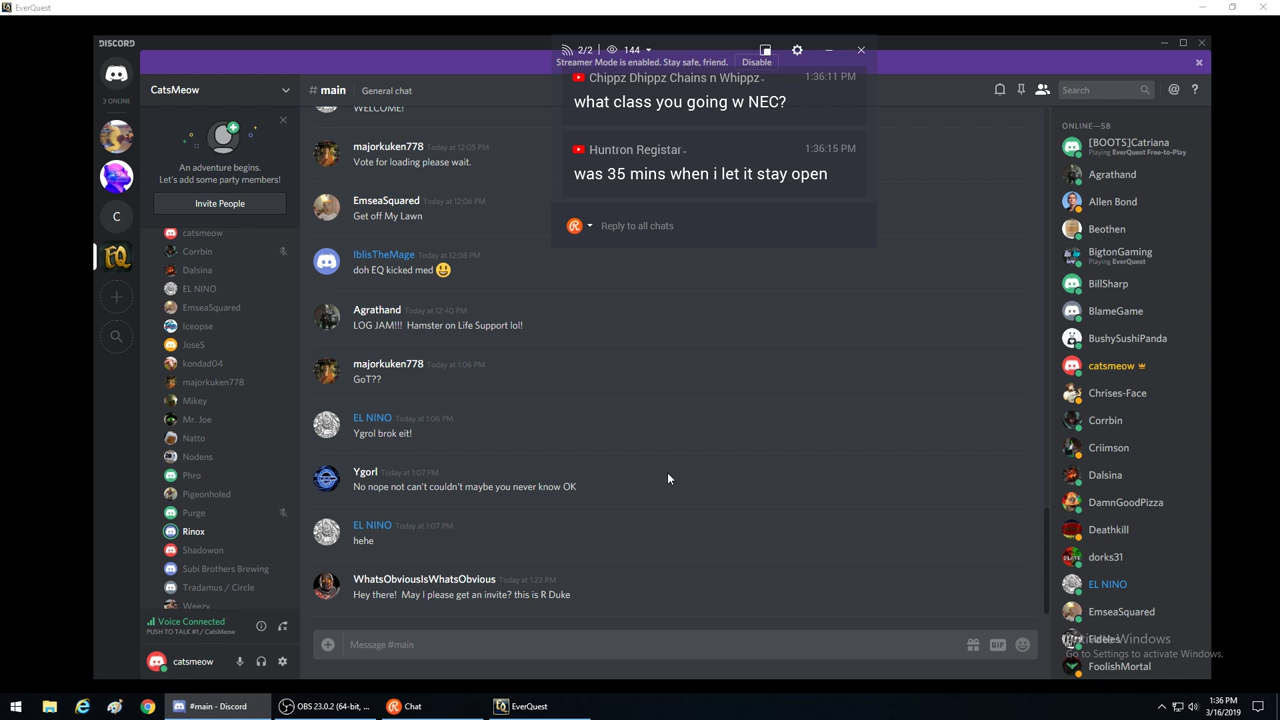 EverQuest
DISCORD
3 ONLINE
C
CatsMeow
An adventure begins.
Let's add some party members!
Invite People
catsmeow
Corrbin
Dalsina
EL NINO
EmseaSquared
Iceopse
JoseS
kondad04
majorkuken778
Mikey
Mr. Joe
Natto
Nodens
Phro
Pigeonholed
Purge
Rinox
Shadowon
Subi Brothers Brewing
Tradamus / Circle
Weezy
Voice Connected
PUSH TO TALK #1 / CatsMeow
catsmeow
# main General chat
WELCOME!
majorkuken778 Today at 12:05 PM
Vote for loading please wait.
EmseaSquared Today at 12:06 PM
Get off My Lawn
IblisTheMage Today at 12:08 PM
doh EQ kicked med
Agrathand Today at 12:40 PM
LOG JAM!!! Hamster on Life Support lol!
majorkuken778 Today at 1:06 PM
GoT??
EL NINO Today at 1:06 PM
Ygrol brok eit!
Ygorl Today at 1:07 PM
No nope not can't couldn't maybe you never know OK
EL NINO Today at 1:07 PM
hehe
WhatsObviousIsWhatsObvious Today at 1:22 PM
Hey there! May I please get an invite? this is R Duke
Message #main
GIF
2/2 144
Streamer Mode is enabled. Stay safe, friend. Disable
Chippz Dhippz Chains n Whippz 1:36:11 PM
what class you going w NEC?
Huntron Registar 1:36:15 PM
was 35 mins when i let it stay open
Reply to all chats
Search
ONLINE—58
[BOOTS]Catriana
Playing EverQuest Free-to-Play
Agrathand
Allen Bond
Beothen
BigtonGaming
Playing EverQuest
BillSharp
BlameGame
BushySushiPanda
catsmeow
Chrises-Face
Corrbin
Criimson
Dalsina
DamnGoodPizza
Deathkill
dorks31
EL NINO
EmseaSquared
FoolishMortal
Activate Windows
Go to Settings to activate Windows.
#main - Discord
OBS 23.0.2 (64-bit, ...
Chat
EverQuest
1:36 PM
3/16/2019